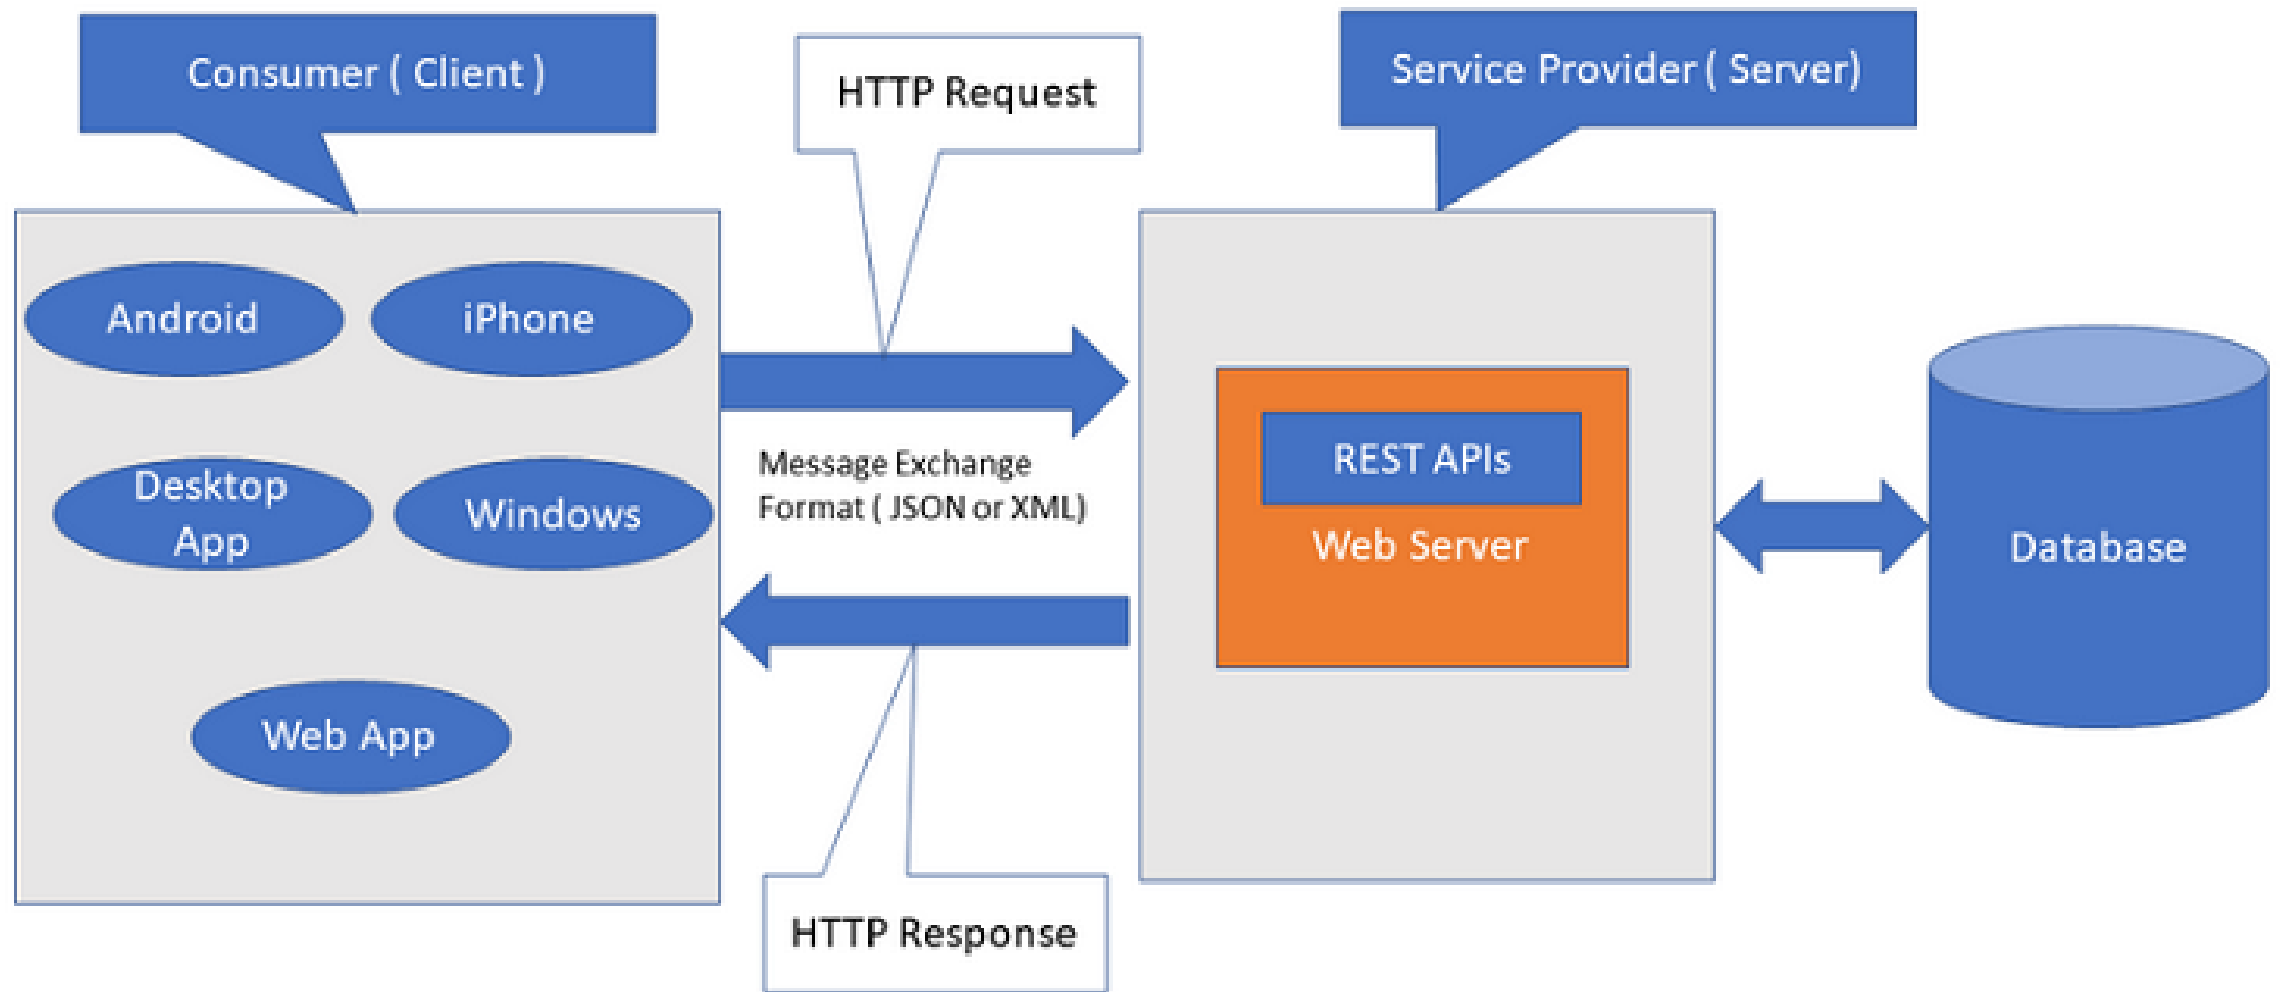 Consumer ( Client )
HTTP Request
Service Provider ( Server)
Android
iPhone
Desktop
App
Windows
Web App
Message Exchange
Format ( JSON or XML)
HTTP Response
REST APIs
Web Server
Database